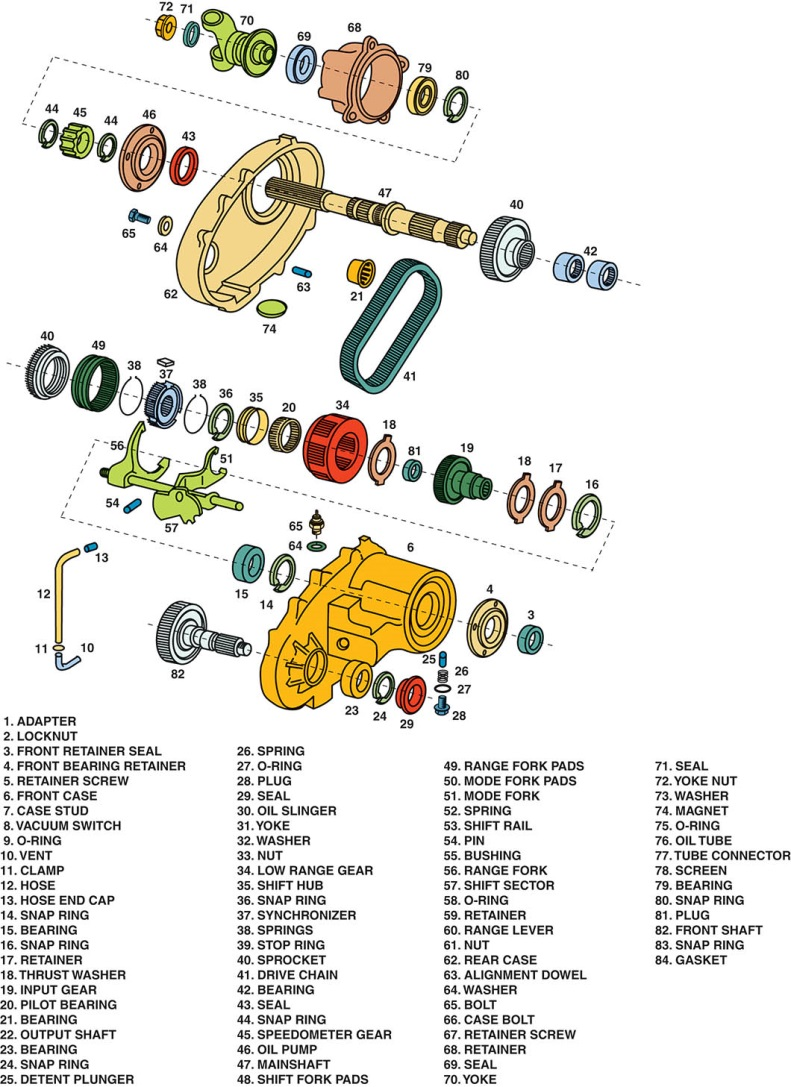 72
71
70
69
68
79
80
44
45
44
46
43
47
40
42
65
64
62
63
74
21
41
40
49
38
37
38
36
35
20
34
18
81
19
18
17
16
56
51
54
57
65
64
6
13
12
15
14
4
3
11
10
82
25
26
27
28
23
24
29
1. ADAPTER
2. LOCKNUT
3. FRONT RETAINER SEAL
4. FRONT BEARING RETAINER
5. RETAINER SCREW
6. FRONT CASE
7. CASE STUD
8. VACUUM SWITCH
9. O-RING
10. VENT
11. CLAMP
12. HOSE
13. HOSE END CAP
14. SNAP RING
15. BEARING
16. SNAP RING
17. RETAINER
18. THRUST WASHER
19. INPUT GEAR
20. PILOT BEARING
21. BEARING
22. OUTPUT SHAFT
23. BEARING
24. SNAP RING
25. DETENT PLUNGER
26. SPRING
27. O-RING
28. PLUG
29. SEAL
30. OIL SLINGER
31. YOKE
32. WASHER
33. NUT
34. LOW RANGE GEAR
35. SHIFT HUB
36. SNAP RING
37. SYNCHRONIZER
38. SPRINGS
39. STOP RING
40. SPROCKET
41. DRIVE CHAIN
42. BEARING
43. SEAL
44. SNAP RING
45. SPEEDOMETER GEAR
46. OIL PUMP
47. MAINSHAFT
48. SHIFT FORK PADS
49. RANGE FORK PADS
50. MODE FORK PADS
51. MODE FORK
52. SPRING
53. SHIFT RAIL
54. PIN
55. BUSHING
56. RANGE FORK
57. SHIFT SECTOR
58. O-RING
59. RETAINER
60. RANGE LEVER
61. NUT
62. REAR CASE
63. ALIGNMENT DOWEL
64. WASHER
65. BOLT
66. CASE BOLT
67. RETAINER SCREW
68. RETAINER
69. SEAL
70. YOKE
71. SEAL
72. YOKE NUT
73. WASHER
74. MAGNET
75. O-RING
76. OIL TUBE
77. TUBE CONNECTOR
78. SCREEN
79. BEARING
80. SNAP RING
81. PLUG
82. FRONT SHAFT
83. SNAP RING
84. GASKET